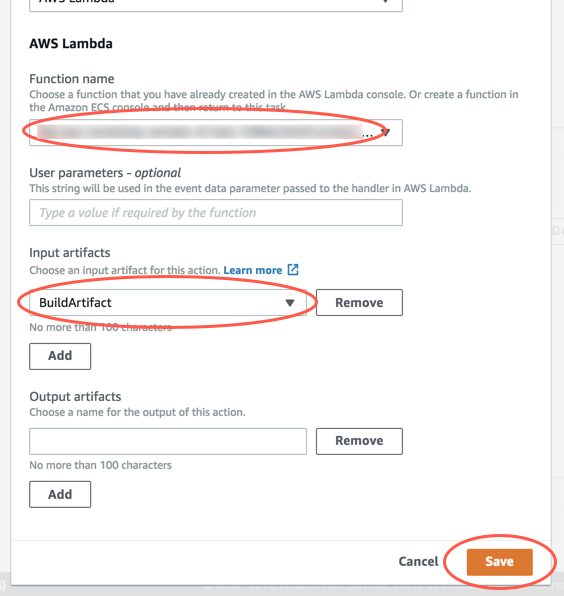 AWS Lambda
AWS Lambda
Function name
Choose a function that you have already created in the AWS Lambda console. Or create a function in
the Amazon ECS console and then return to this task.
...
User parameters - optional
This string will be used in the event data parameter passed to the handler in AWS Lambda.
Type a value if required by the function
Input artifacts
Choose an input artifact for this action. Learn more
BuildArtifact
Remove
No more than 100 characters
Add
Output artifacts
Choose a name for the output of this action.
Remove
No more than 100 characters
Add
Cancel
Save